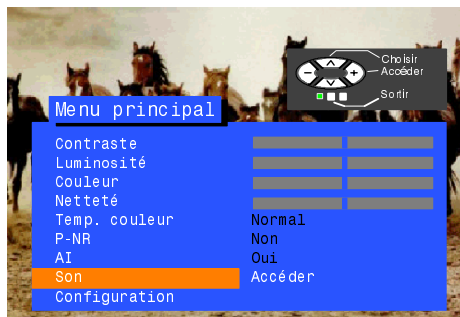 Choisir
Accéder
Sortir
Menu principal
Contraste
Luminosité
Couleur
Netteté
Temp. couleur Normal
P-NR Non
AI Oui
Son Accéder
Configuration